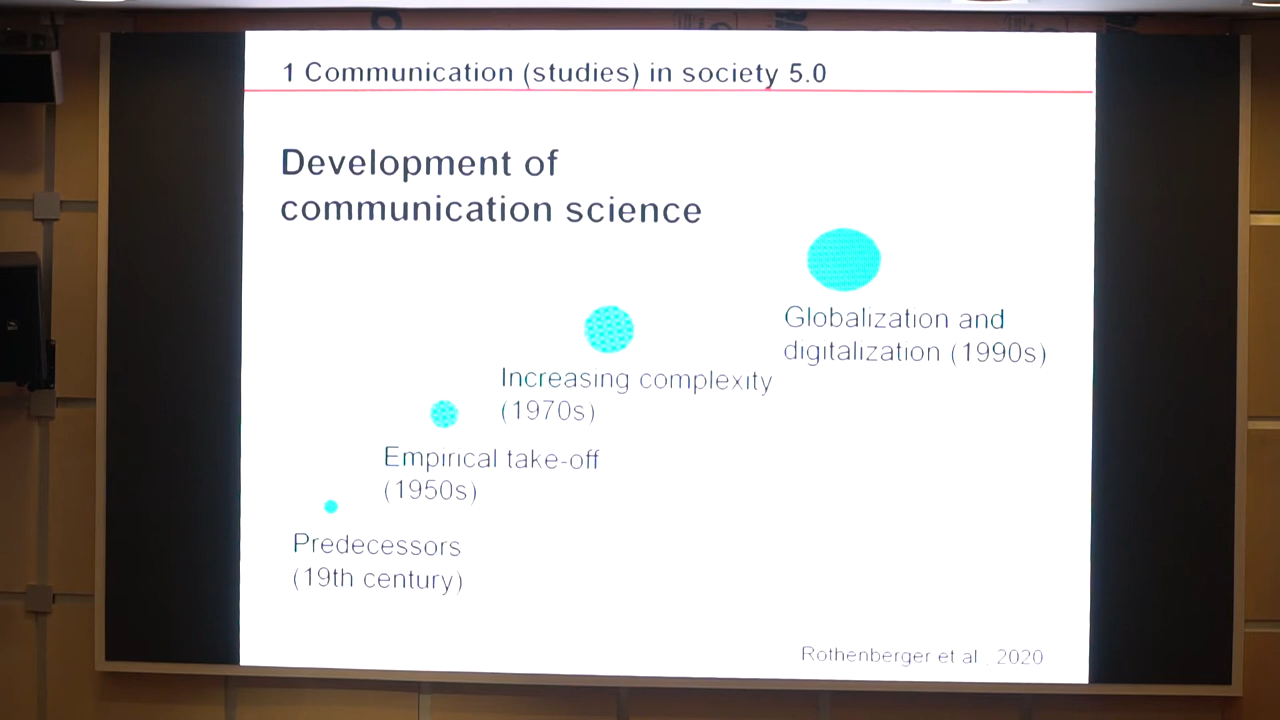 1 Communication (studies) in society 5.0
Development of
communication science
Globalization and
digitalization (1990s)
Increasing complexity
(1970s)
Empirical take-off
(1950s)
Predecessors
(19th century)
Rothenberger et al., 2020